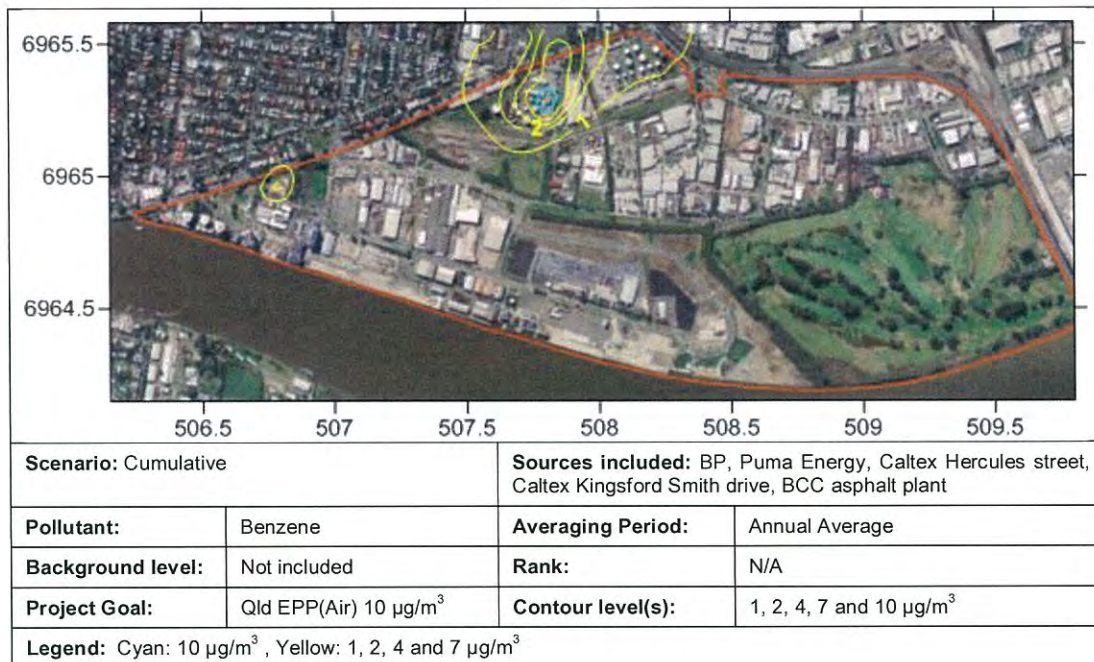 6965.5
6965
6964.5
2
1
506.5 507 507.5 508 508.5 509 509.5
Scenario: Cumulative
Sources included: BP, Puma Energy, Caltex Hercules street,
Caltex Kingsford Smith drive, BCC asphalt plant
Pollutant: Benzene
Averaging Period: Annual Average
Background level: Not included
Rank: N/A
Project Goal: Qld EPP(Air) 10 µg/m³
Contour level(s): 1, 2, 4, 7 and 10 µg/m³
Legend: Cyan: 10 µg/m³ , Yellow: 1, 2, 4 and 7 µg/m³